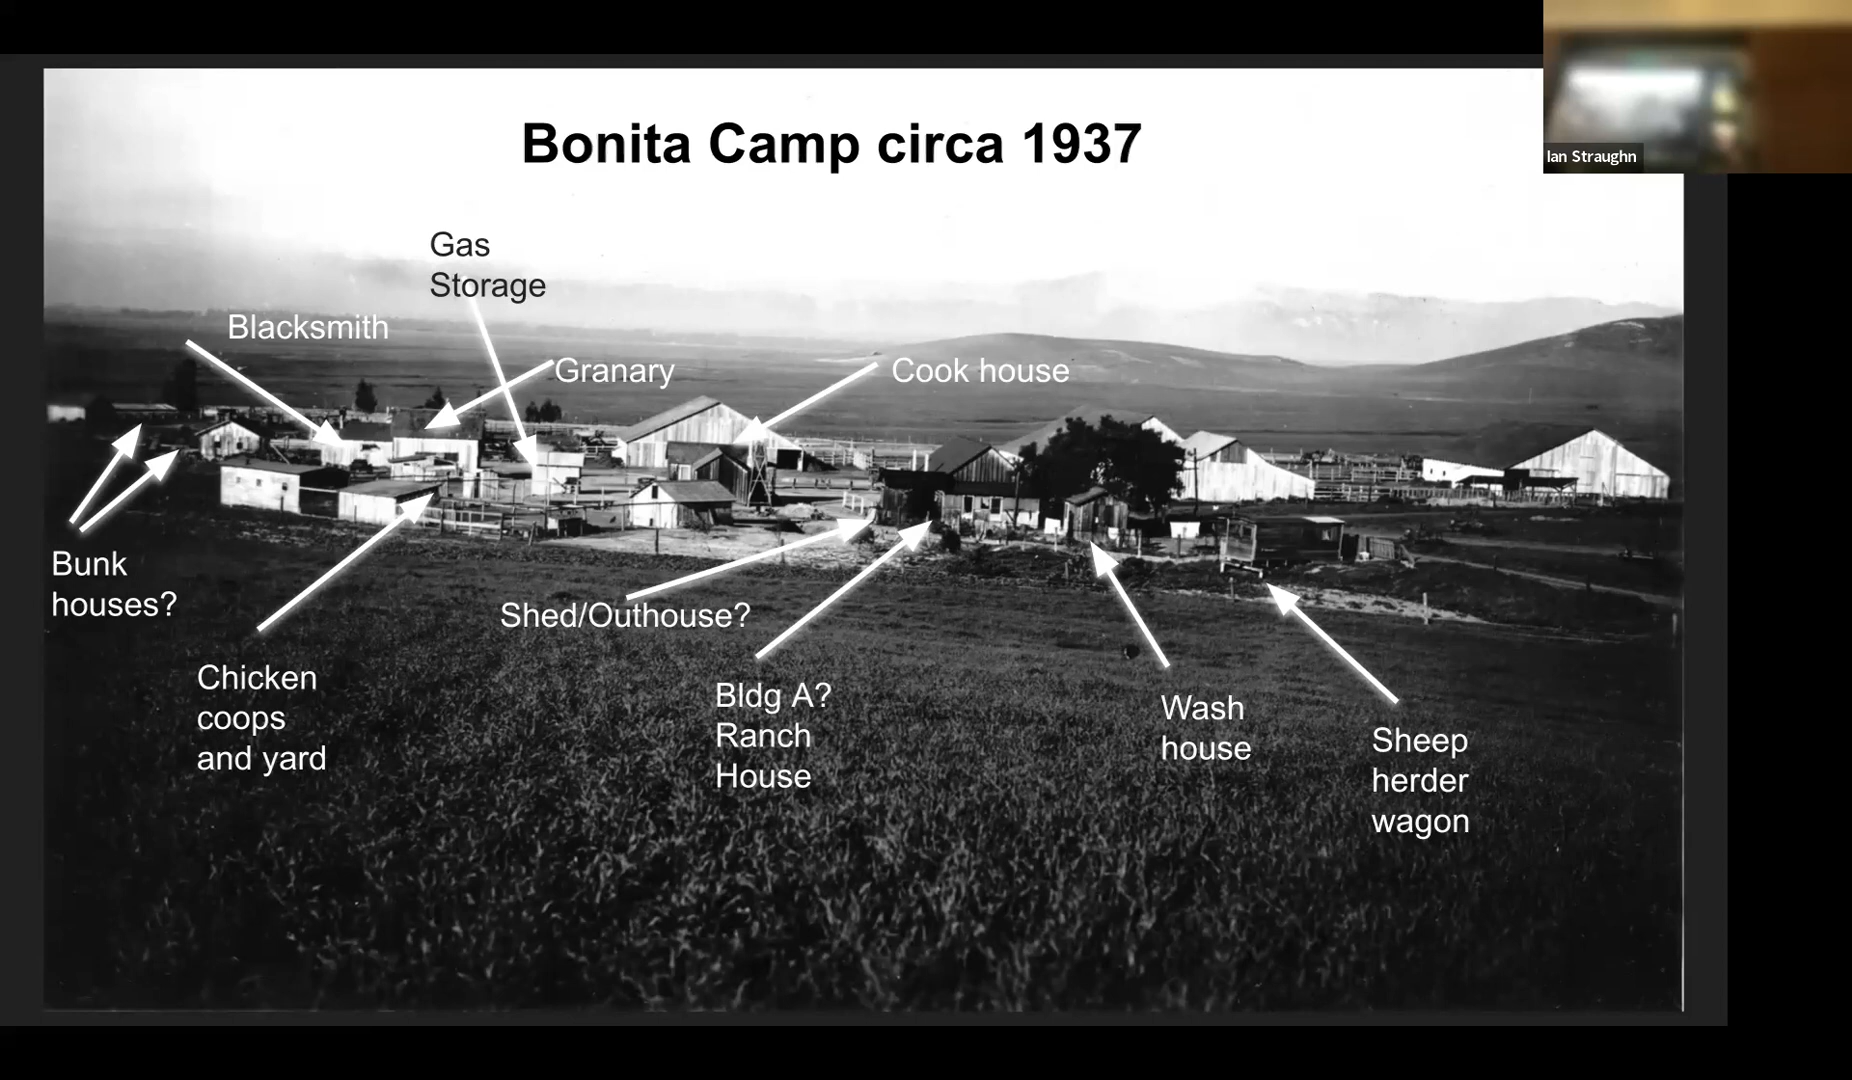 Ian Straughn
Bonita Camp circa 1937
Gas
Storage
Blacksmith
Granary
Cook house
Bunk
houses?
Shed/Outhouse?
Chicken
coops
and yard
Bldg A?
Ranch
House
Wash
house
Sheep
herder
wagon